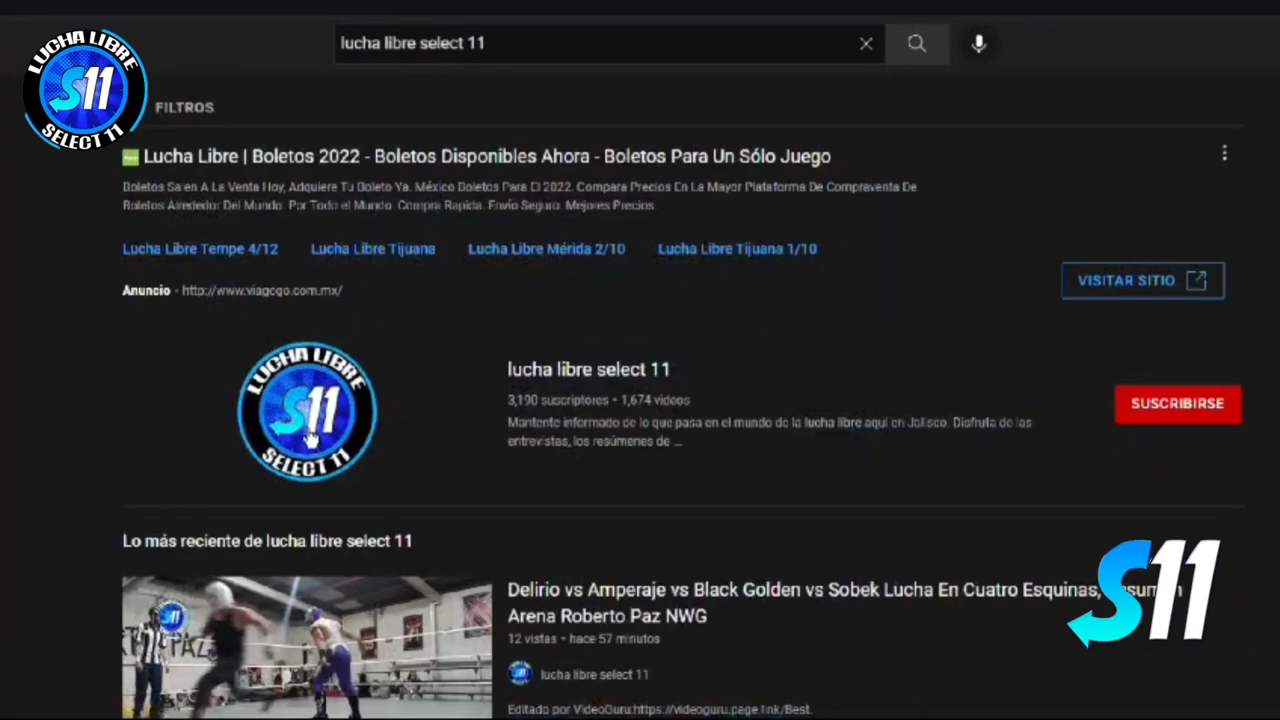 LUCHA LIBRE
S11
SELECT 11
lucha libre select 11
FILTROS
Lucha Libre | Boletos 2022 - Boletos Disponibles Ahora - Boletos Para Un Sólo Juego
Boletos Sa en A La Venta Hoy, Adquiere Tu Boleto Ya. México Boletos Para El 2022. Compara Precios En La Mayor Plataforma De Compraventa De
Boletos Alrededor Del Mundo. Por Todo el Mundo. Compra Rapida. Envío Seguro. Mejores Precios.
Lucha Libre Tempe 4/12
Lucha Libre Tijuana
Lucha Libre Mérida 2/10
Lucha Libre Tijuana 1/10
VISITAR SITIO
Anuncio · http://www.viagogo.com.mx/
LUCHA LIBRE
S11
SELECT 11
lucha libre select 11
3,190 suscriptores • 1,674 videos
Mantente informado de lo que pasa en el mundo de la lucha libre aquí en Jalisco. Disfruta de las
entrevistas, los resúmenes de ...
SUSCRIBIRSE
Lo más reciente de lucha libre select 11
Delirio vs Amperaje vs Black Golden vs Sobek Lucha En Cuatro Esquinas,
Arena Roberto Paz NWG
12 vistas • hace 57 minutos
lucha libre select 11
Editado por VideoGuru:https://videoguru.page.link/Best.
S11
S11
PAZ